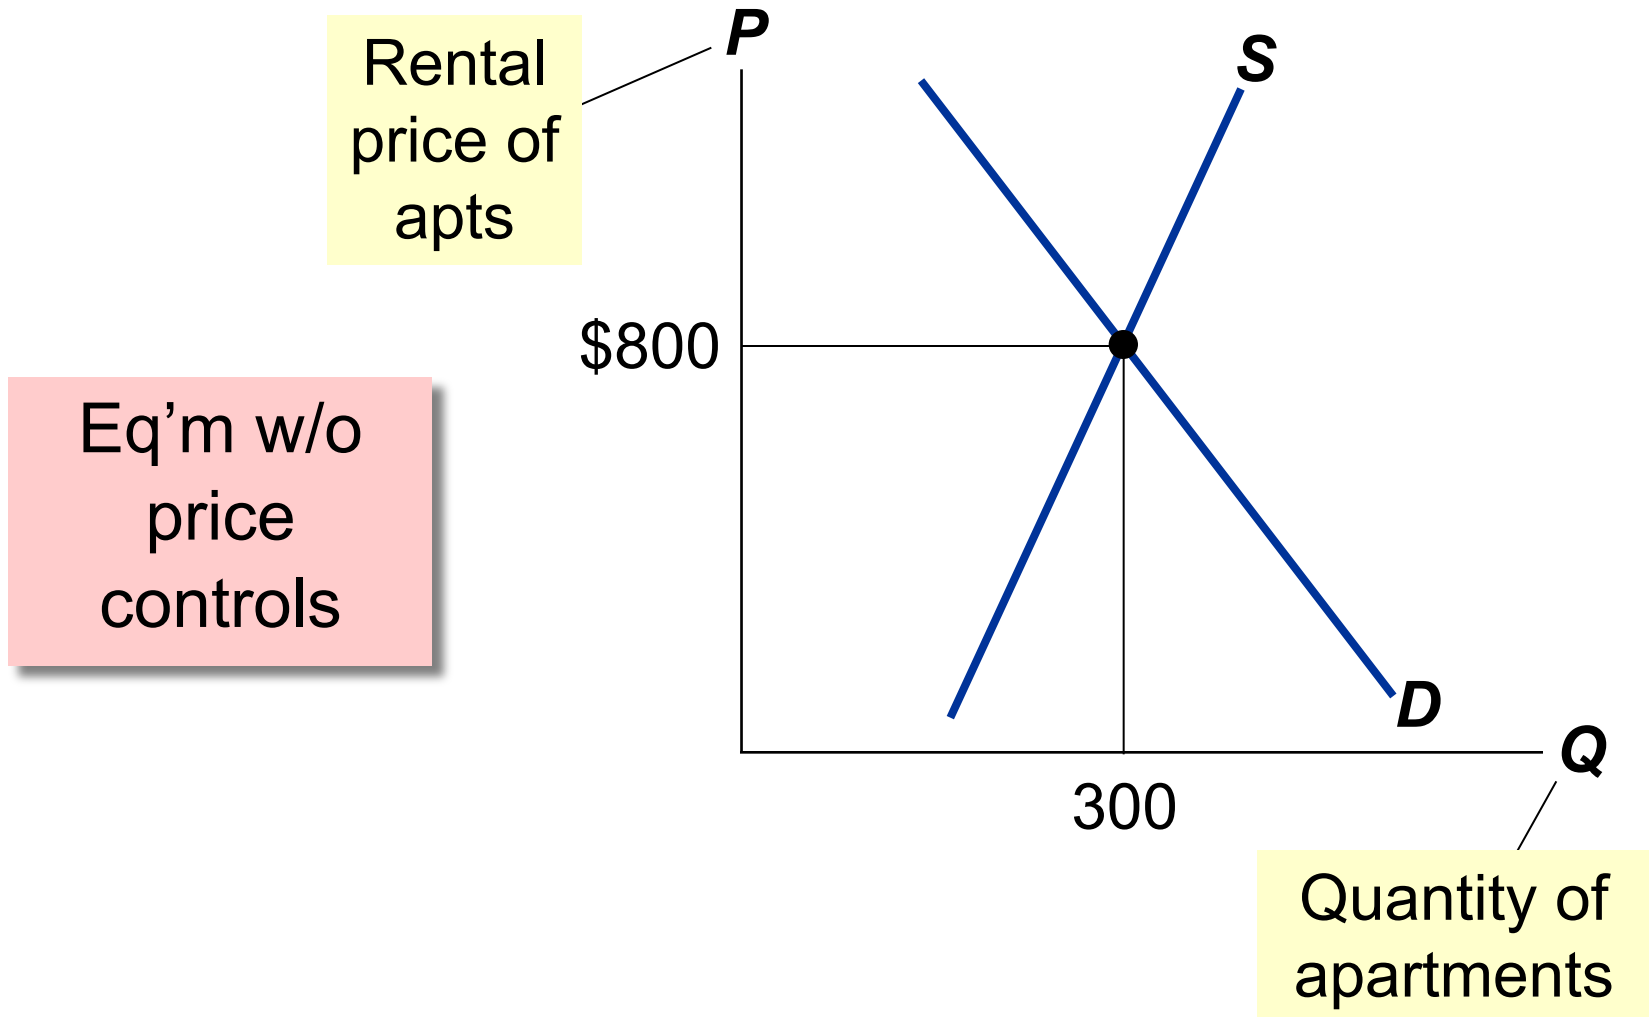 P
Rental
price of
apts
S
$800
Eq’m w/o
price
controls
D
Q
300
Quantity of
apartments